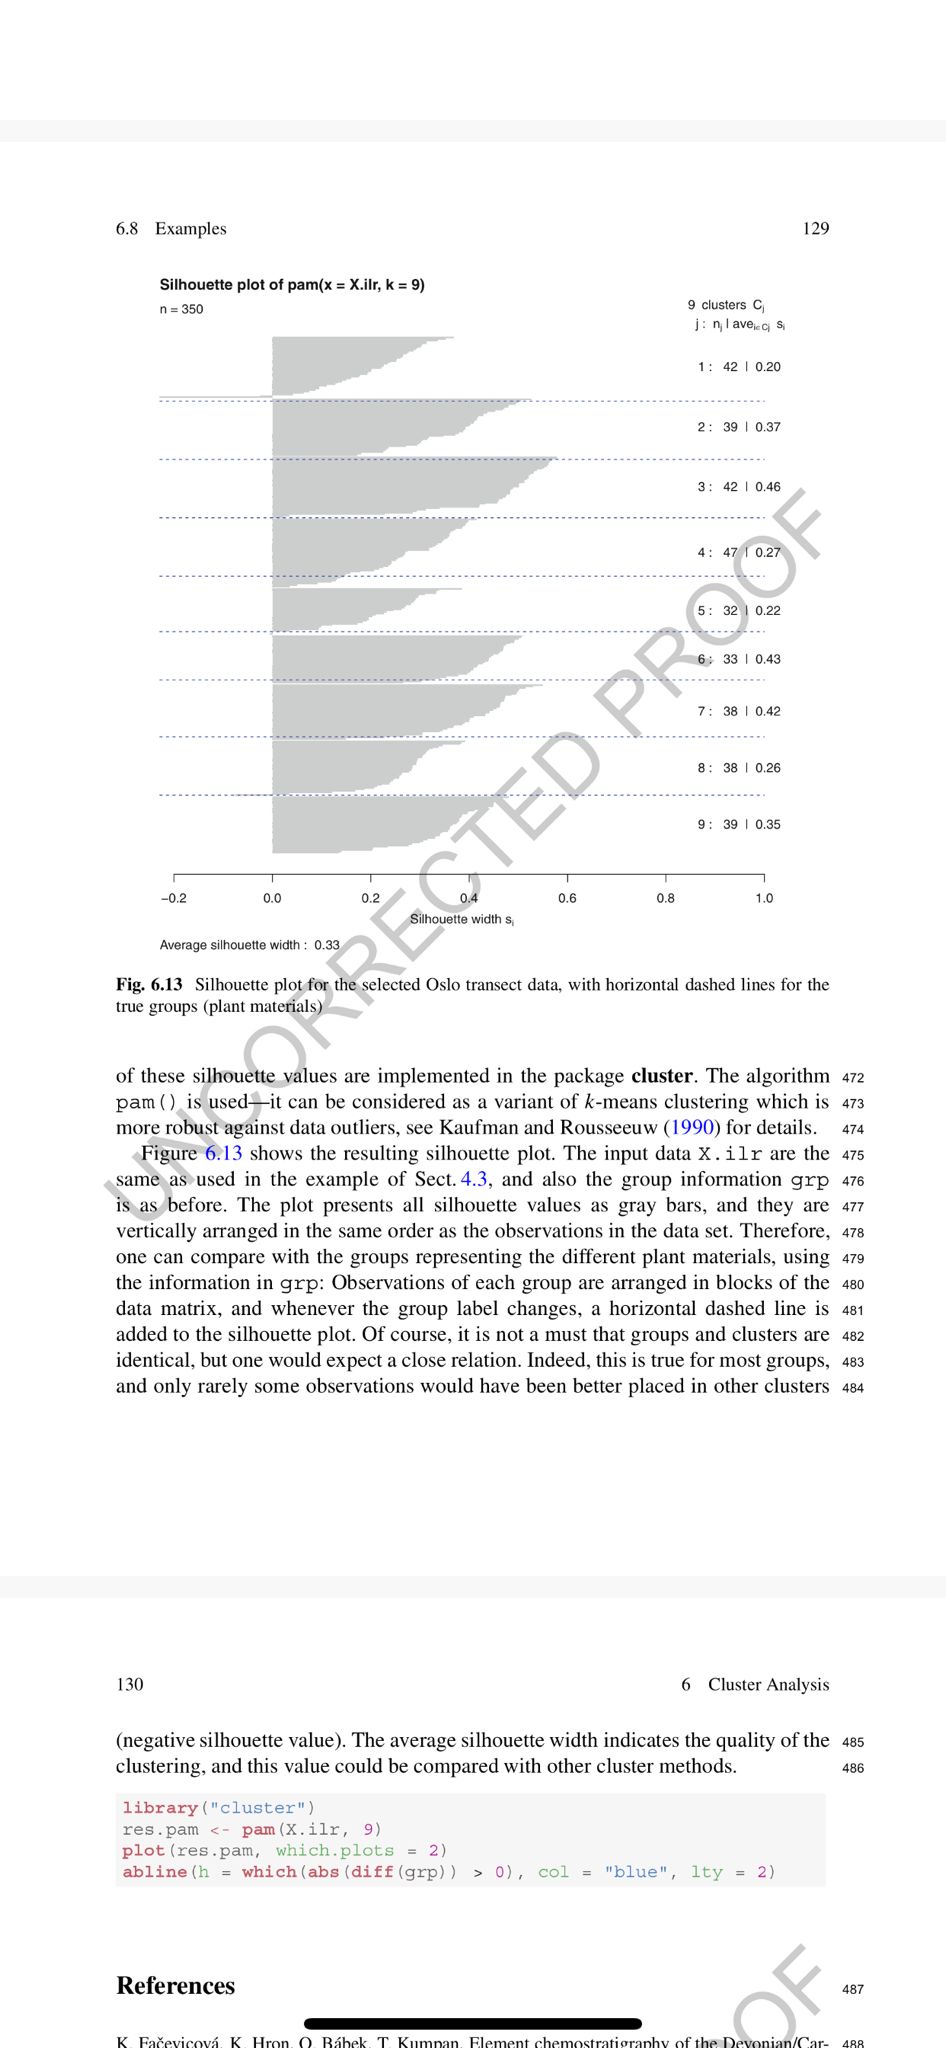 6.8 Examples 129
Silhouette plot of pam(x = X.ilr, k = 9)
n = 350
9 clusters Cj
j : nj | avei∈Cj si
1 : 42 | 0.20
2 : 39 | 0.37
3 : 42 | 0.46
4 : 47 | 0.27
5 : 32 | 0.22
6 : 33 | 0.43
7 : 38 | 0.42
8 : 38 | 0.26
9 : 39 | 0.35
−0.2 0.0 0.2 0.4 0.6 0.8 1.0
Silhouette width si
Average silhouette width : 0.33
UNCORRECTED PROOF
Fig. 6.13 Silhouette plot for the selected Oslo transect data, with horizontal dashed lines for the
true groups (plant materials)
of these silhouette values are implemented in the package cluster. The algorithm 472
pam() is used—it can be considered as a variant of k-means clustering which is 473
more robust against data outliers, see Kaufman and Rousseeuw (1990) for details. 474
Figure 6.13 shows the resulting silhouette plot. The input data X.ilr are the 475
same as used in the example of Sect. 4.3, and also the group information grp 476
is as before. The plot presents all silhouette values as gray bars, and they are 477
vertically arranged in the same order as the observations in the data set. Therefore, 478
one can compare with the groups representing the different plant materials, using 479
the information in grp: Observations of each group are arranged in blocks of the 480
data matrix, and whenever the group label changes, a horizontal dashed line is 481
added to the silhouette plot. Of course, it is not a must that groups and clusters are 482
identical, but one would expect a close relation. Indeed, this is true for most groups, 483
and only rarely some observations would have been better placed in other clusters 484
130 6 Cluster Analysis
(negative silhouette value). The average silhouette width indicates the quality of the 485
clustering, and this value could be compared with other cluster methods. 486
library("cluster")
res.pam <- pam(X.ilr, 9)
plot(res.pam, which.plots = 2)
abline(h = which(abs(diff(grp)) > 0), col = "blue", lty = 2)
References 487
OF
K. Fačevicová, K. Hron, O. Bábek, T. Kumpan, Element chemostratigraphy of the Devonian/Car- 488